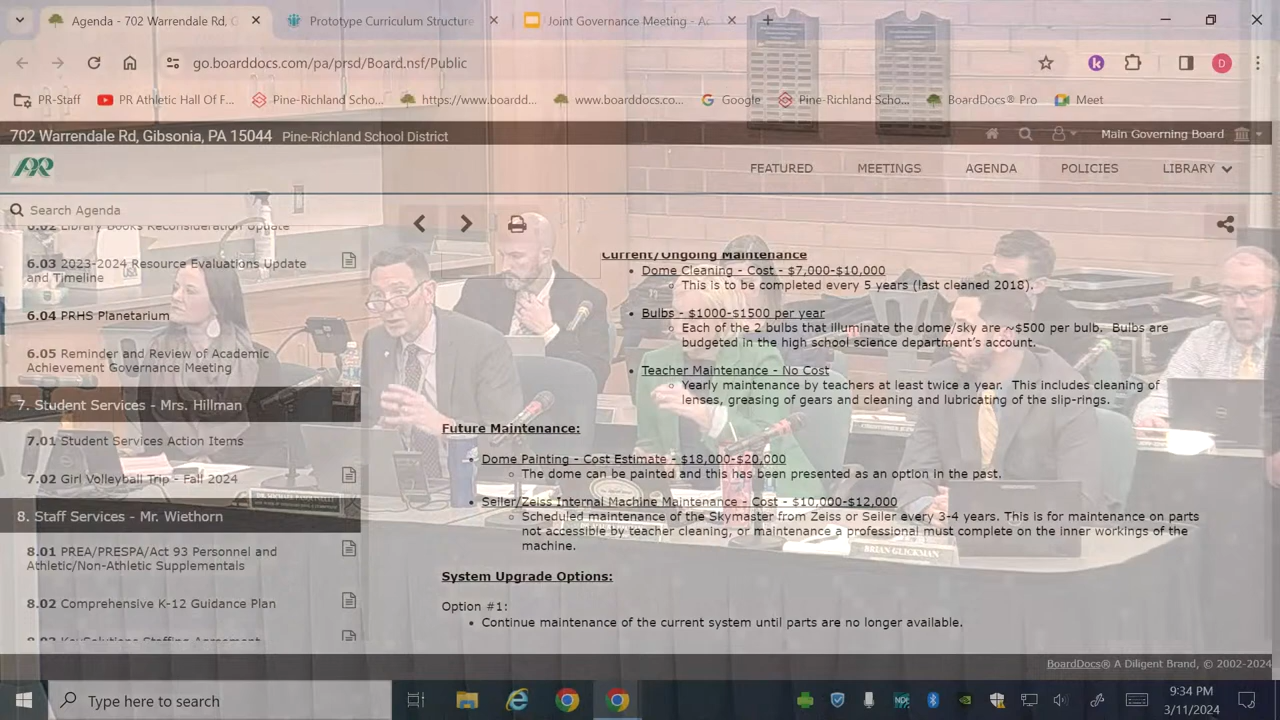 Agenda - 702 Warrendale Rd, G
Prototype Curriculum Structure
Joint Governance Meeting - Ac
go.boarddocs.com/pa/prsd/Board.nsf/Public
D
PR-Staff
PR Athletic Hall Of F...
Pine-Richland Scho...
https://www.boardd...
www.boarddocs.co...
Google
Pine-Richland Scho...
BoardDocs® Pro
Meet
702 Warrendale Rd, Gibsonia, PA 15044 Pine-Richland School District
Main Governing Board
PR
FEATURED
MEETINGS
AGENDA
POLICIES
LIBRARY
Search Agenda
6.02 Library Books Reconsideration Update
6.03 2023-2024 Resource Evaluations Update
and Timeline
6.04 PRHS Planetarium
6.05 Reminder and Review of Academic
Achievement Governance Meeting
7. Student Services - Mrs. Hillman
7.01 Student Services Action Items
7.02 Girl Volleyball Trip - Fall 2024
8. Staff Services - Mr. Wiethorn
8.01 PREA/PRESPA/Act 93 Personnel and
Athletic/Non-Athletic Supplementals
8.02 Comprehensive K-12 Guidance Plan
8.03 KeySolutions Staffing Agreement
Current/Ongoing Maintenance
Dome Cleaning - Cost - $7,000-$10,000
This is to be completed every 5 years (last cleaned 2018).
Bulbs - $1000-$1500 per year
Each of the 2 bulbs that illuminate the dome/sky are ~$500 per bulb. Bulbs are
budgeted in the high school science department's account.
Teacher Maintenance - No Cost
Yearly maintenance by teachers at least twice a year. This includes cleaning of
lenses, greasing of gears and cleaning and lubricating of the slip-rings.
Future Maintenance:
Dome Painting - Cost Estimate - $18,000-$20,000
The dome can be painted and this has been presented as an option in the past.
Seiler/Zeiss Internal Machine Maintenance - Cost - $10,000-$12,000
Scheduled maintenance of the Skymaster from Zeiss or Seiler every 3-4 years. This is for maintenance on parts
not accessible by teacher cleaning, or maintenance a professional must complete on the inner workings of the
machine.
BRIAN GLICKMAN
System Upgrade Options:
Option #1:
Continue maintenance of the current system until parts are no longer available.
BoardDocs® A Diligent Brand, © 2002-2024
Type here to search
9:34 PM
3/11/2024